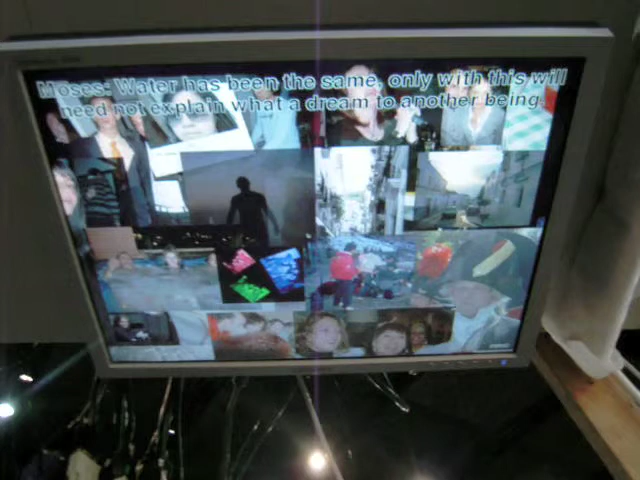 Moses: Water has been the same, only with this will
need not explain what a dream to another being.